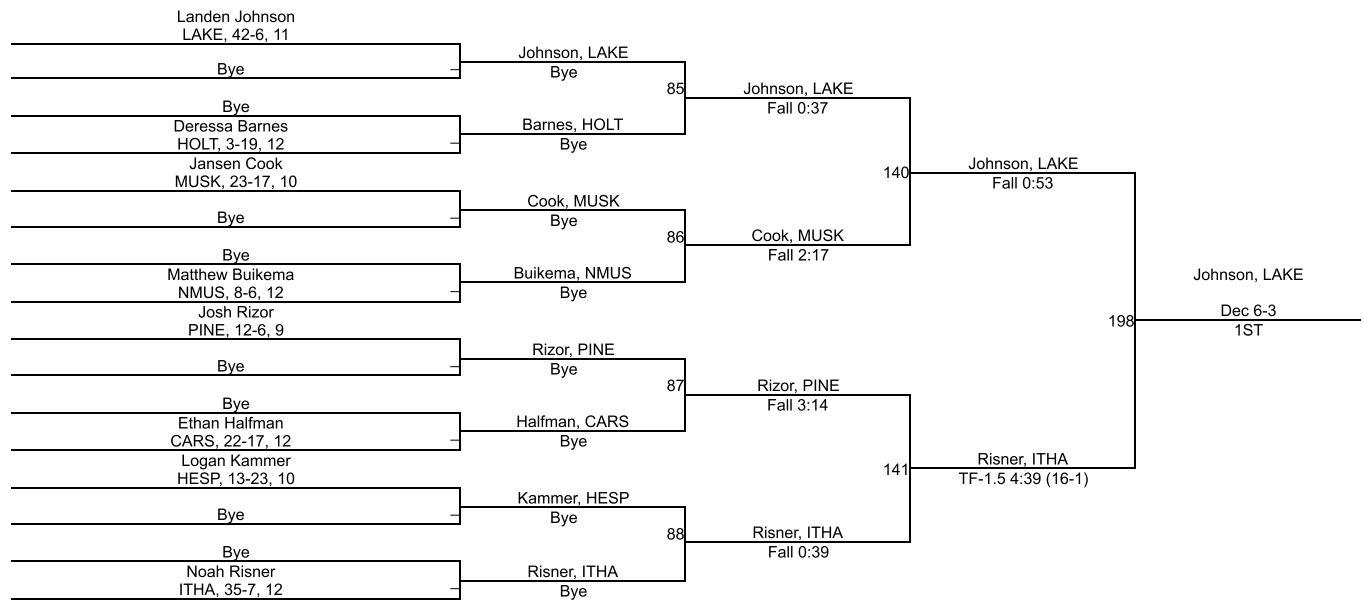 Landen Johnson
LAKE, 42-6, 11
Bye
Bye
Deressa Barnes
HOLT, 3-19, 12
Jansen Cook
MUSK, 23-17, 10
Bye
Bye
Matthew Buikema
NMUS, 8-6, 12
Josh Rizor
PINE, 12-6, 9
Bye
Bye
Ethan Halfman
CARS, 22-17, 12
Logan Kammer
HESP, 13-23, 10
Bye
Bye
Noah Risner
ITHA, 35-7, 12
Johnson, LAKE
Bye
Barnes, HOLT
Bye
Cook, MUSK
Bye
Buikema, NMUS
Bye
Rizor, PINE
Bye
Halfman, CARS
Bye
Kammer, HESP
Bye
Risner, ITHA
Bye
85
86
87
88
Johnson, LAKE
Fall 0:37
Cook, MUSK
Fall 2:17
Rizor, PINE
Fall 3:14
Risner, ITHA
Fall 0:39
140
141
Johnson, LAKE
Fall 0:53
Risner, ITHA
TF-1.5 4:39 (16-1)
198
Johnson, LAKE
Dec 6-3
1ST